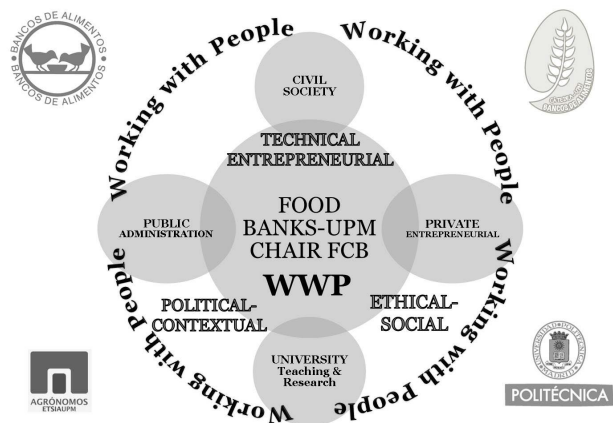 BANCOS DE ALIMENTOS
BANCOS DE ALIMENTOS
Working with People
Working with People
CIVIL
SOCIETY
TECHNICAL
ENTREPRENEURIAL
PUBLIC
ADMINISTRATION
FOOD
BANKS-UPM
CHAIR FCB
WWP
PRIVATE
ENTREPRENEURIAL
POLITICAL-
CONTEXTUAL
ETHICAL-
SOCIAL
UNIVERSITY
Teaching &
Research
Working with People
Working with People
AGRÓNOMOS
ETSIAUPM
POLITÉCNICA